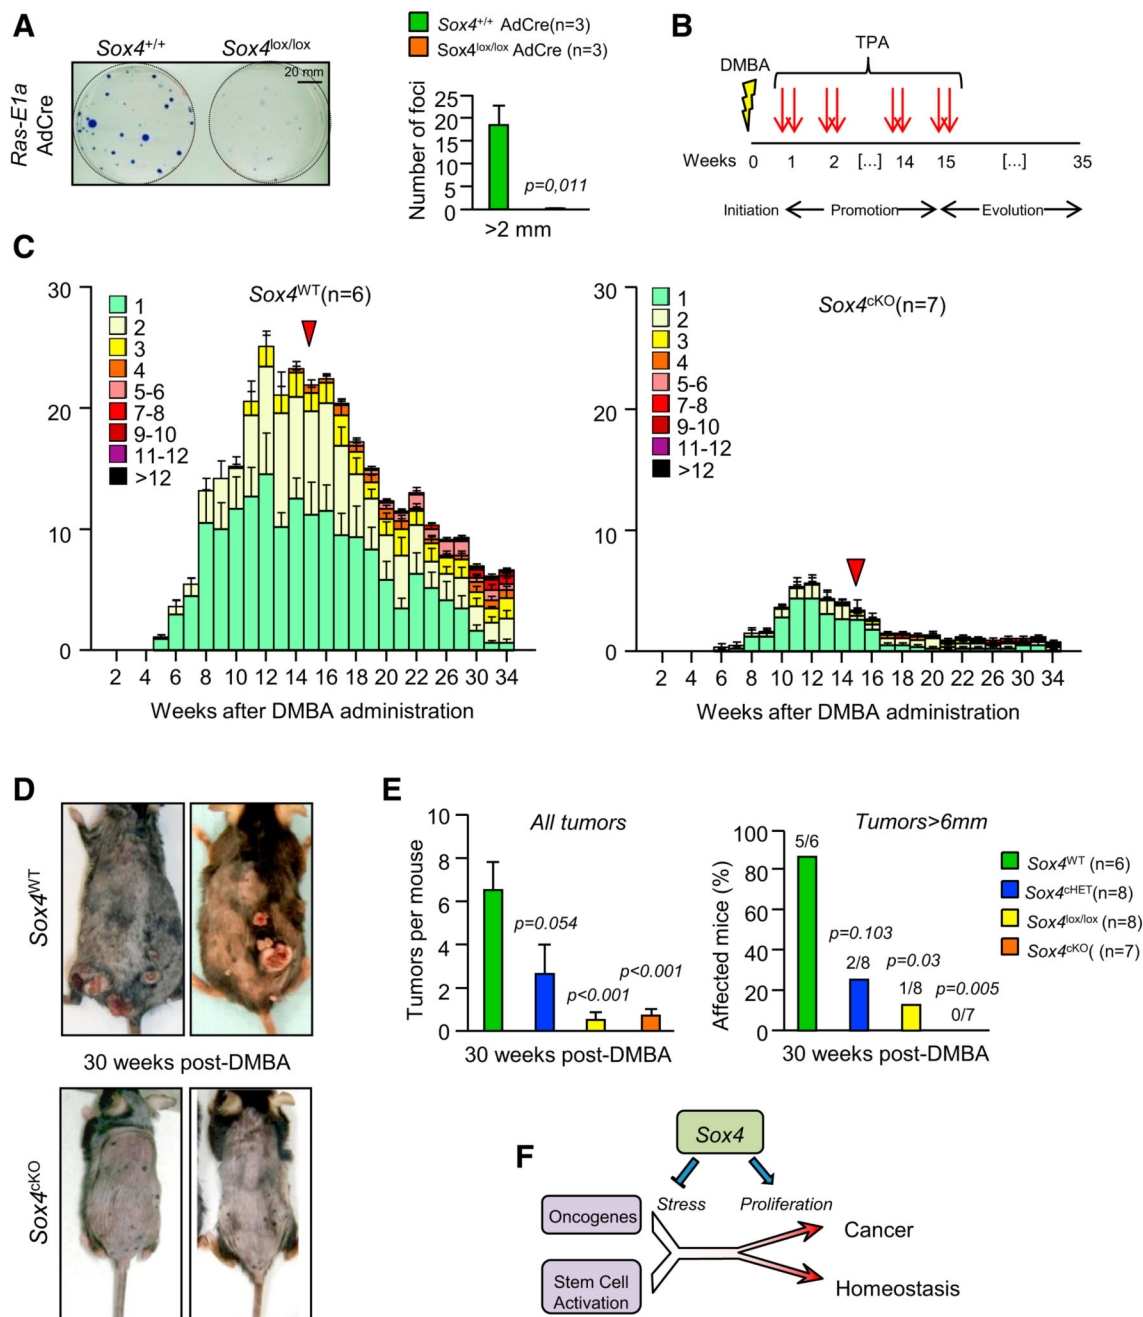 A
Sox4+/+ Sox4lox/lox
20 mm
Ras-E1a
AdCre
Sox4+/+ AdCre(n=3)
Sox4lox/lox AdCre (n=3)
Number of foci
25
20
15
10
5
0
p=0,011
>2 mm
B
TPA
DMBA
Weeks 0 1 2 [...] 14 15 [...] 35
Initiation Promotion Evolution
C
30
20
10
0
1
2
3
4
5-6
7-8
9-10
11-12
>12
Sox4WT(n=6)
2 4 6 8 10 12 14 16 18 20 22 26 30 34
Weeks after DMBA administration
30
20
10
0
1
2
3
4
5-6
7-8
9-10
11-12
>12
Sox4cKO(n=7)
2 4 6 8 10 12 14 16 18 20 22 26 30 34
Weeks after DMBA administration
D
Sox4WT
30 weeks post-DMBA
Sox4cKO
E
All tumors
Tumors per mouse
10
8
6
4
2
0
p=0.054
p<0.001
p<0.001
30 weeks post-DMBA
Tumors>6mm
Affected mice (%)
100
80
60
40
20
0
5/6
p=0.103
2/8
p=0.03
1/8
p=0.005
0/7
30 weeks post-DMBA
Sox4WT (n=6)
Sox4cHET(n=8)
Sox4lox/lox (n=8)
Sox4cKO( (n=7)
F
Sox4
Stress Proliferation
Oncogenes
Cancer
Stem Cell
Activation
Homeostasis